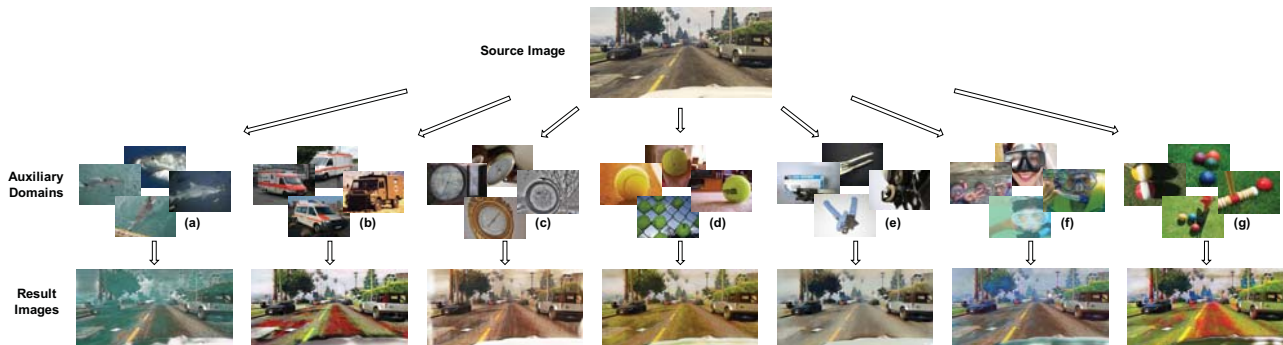 Source Image
Auxiliary
Domains
(a)
(b)
(c)
(d)
(e)
(f)
(g)
Result
Images